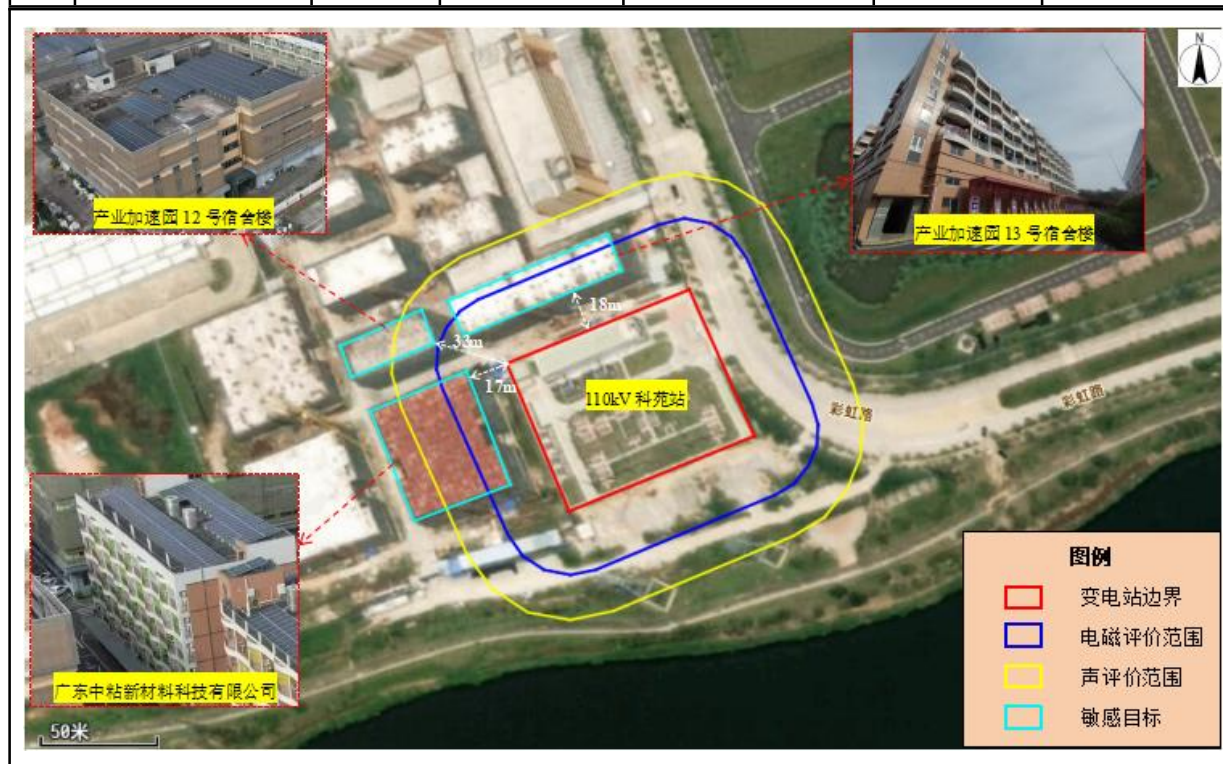 N
产业加速园 12 号宿舍楼
产业加速园 13 号宿舍楼
18m
33m
17m
110kV 科苑站
彩虹路
彩虹路
广东中粘新材料科技有限公司
图例
变电站边界
电磁评价范围
声评价范围
敏感目标
50米